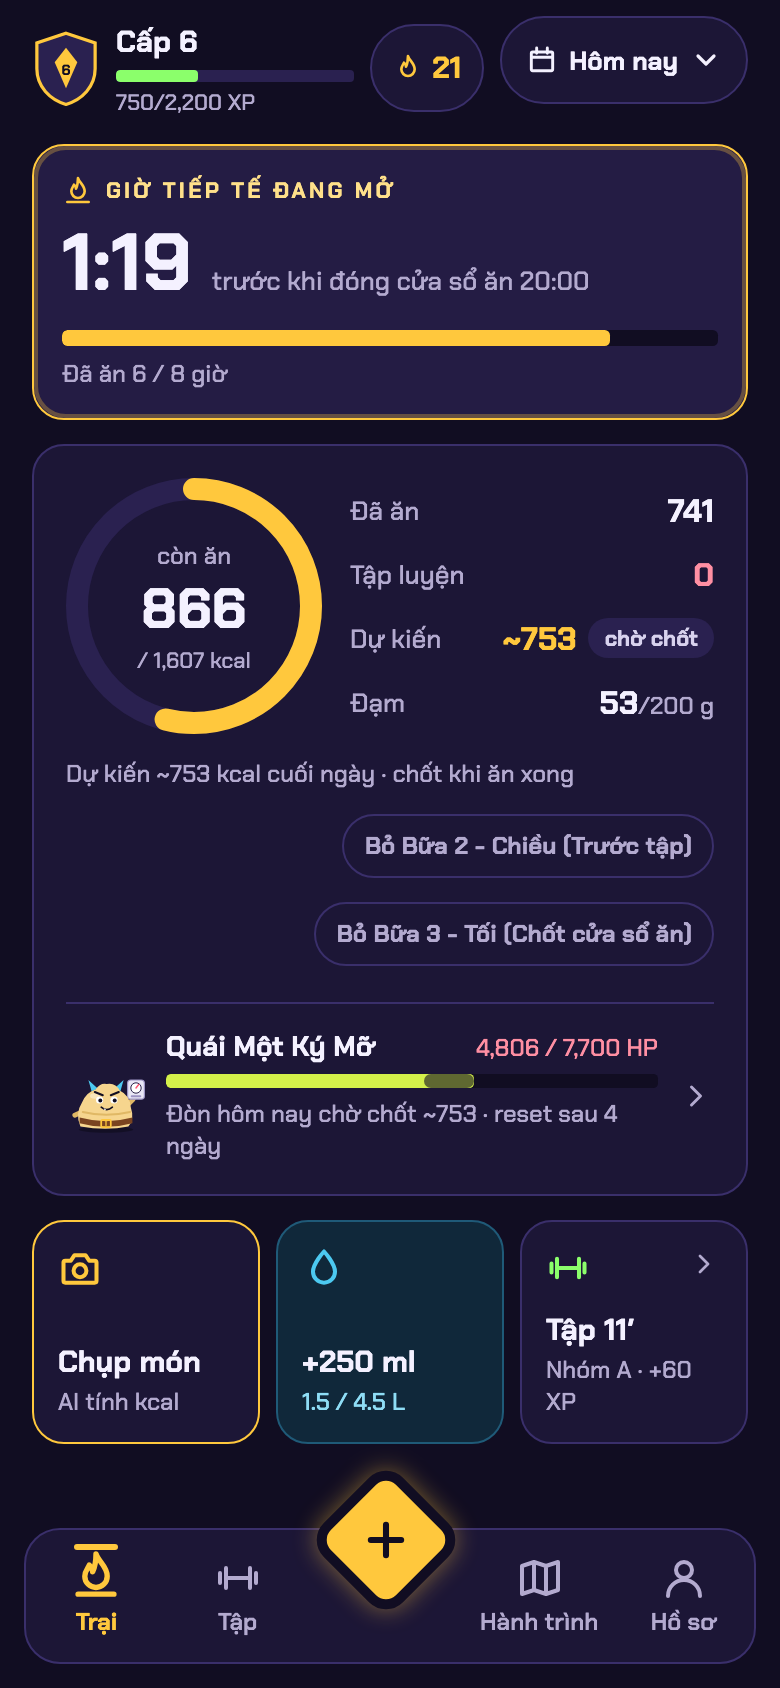 6
Cấp 6
750/2,200 XP
21
Hôm nay
GIỜ TIẾP TẾ ĐANG MỞ
1:19 trước khi đóng cửa sổ ăn 20:00
Đã ăn 6 / 8 giờ
còn ăn
866
/ 1,607 kcal
Đã ăn 741
Tập luyện 0
Dự kiến ~753 chờ chốt
Đạm 53/200 g
Dự kiến ~753 kcal cuối ngày · chốt khi ăn xong
Bỏ Bữa 2 - Chiều (Trước tập)
Bỏ Bữa 3 - Tối (Chốt cửa sổ ăn)
Quái Một Ký Mỡ 4,806 / 7,700 HP
Đòn hôm nay chờ chốt ~753 · reset sau 4
ngày
Chụp món
AI tính kcal
+250 ml
1.5 / 4.5 L
Tập 11′
Nhóm A · +60
XP
Trại
Tập
Hành trình
Hồ sơ